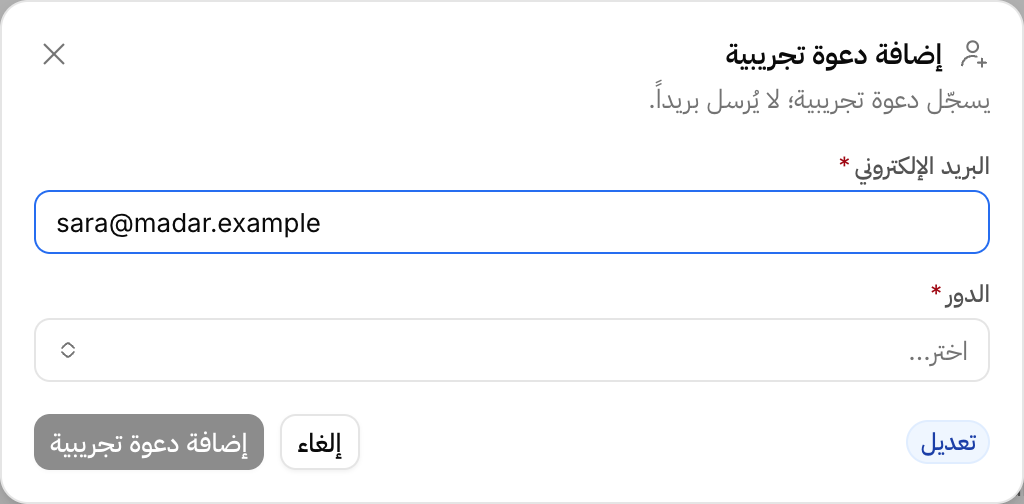 إضافة دعوة تجريبية
يسجّل دعوة تجريبية؛ لا يُرسل بريداً.
البريد الإلكتروني *
sara@madar.example
الدور *
اختر...
تعديل
إلغاء
إضافة دعوة تجريبية